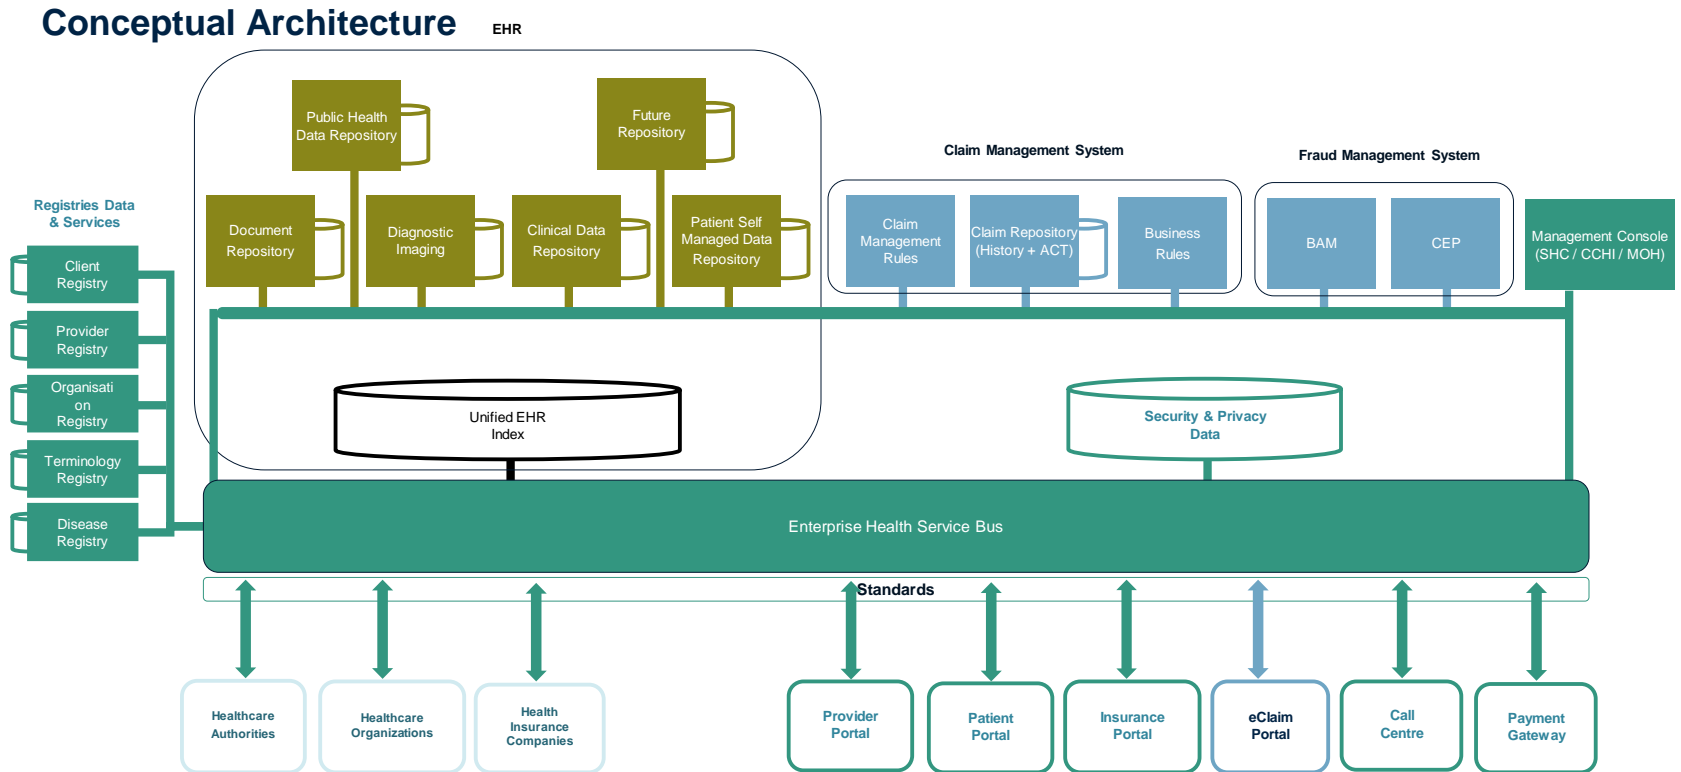 Conceptual Architecture
EHR
Public Health
Data Repository
Future
Repository
Claim Management System
Fraud Management System
Registries Data
& Services
Document
Repository
Diagnostic
Imaging
Clinical Data
Repository
Patient Self
Managed Data
Repository
Claim
Management
Rules
Claim Repository
(History + ACT)
Business
Rules
BAM
CEP
Management Console
(SHC / CCHI / MOH)
Client
Registry
Provider
Registry
Organisati
on
Registry
Terminology
Registry
Disease
Registry
Unified EHR
Index
Security & Privacy
Data
Enterprise Health Service Bus
Standards
Healthcare
Authorities
Healthcare
Organizations
Health
Insurance
Companies
Provider
Portal
Patient
Portal
Insurance
Portal
eClaim
Portal
Call
Centre
Payment
Gateway